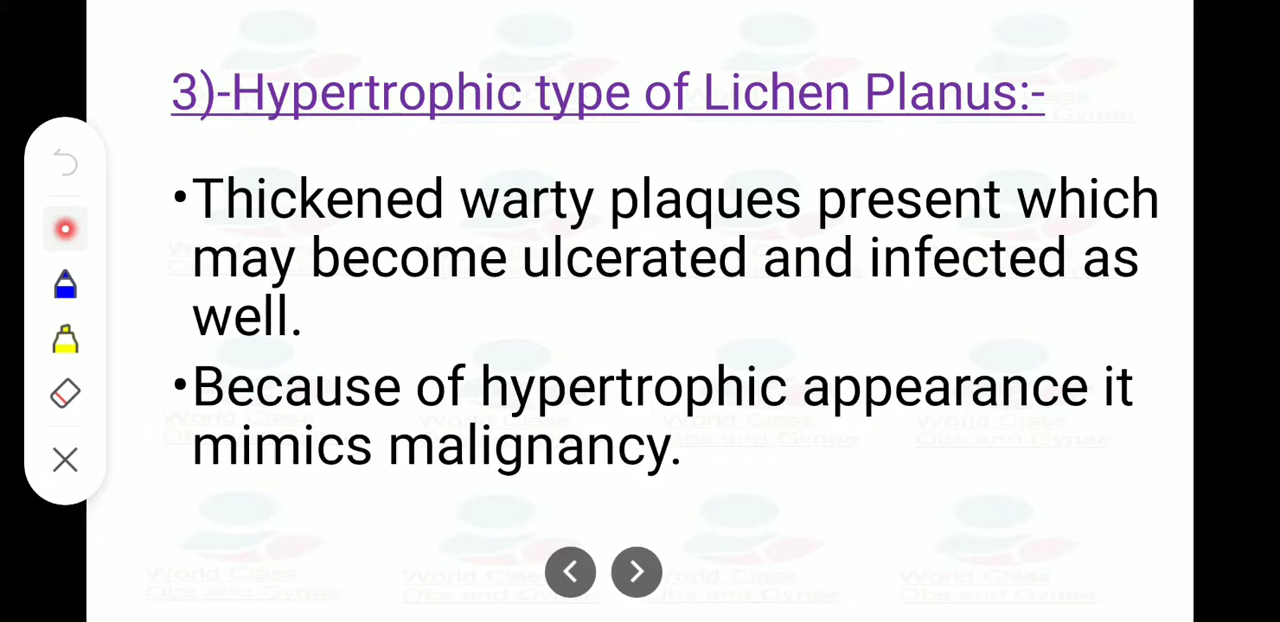 3)-Hypertrophic type of Lichen Planus:-
•Thickened warty plaques present which
may become ulcerated and infected as
well.
•Because of hypertrophic appearance it
mimics malignancy.
World Class
Obs and Gynae